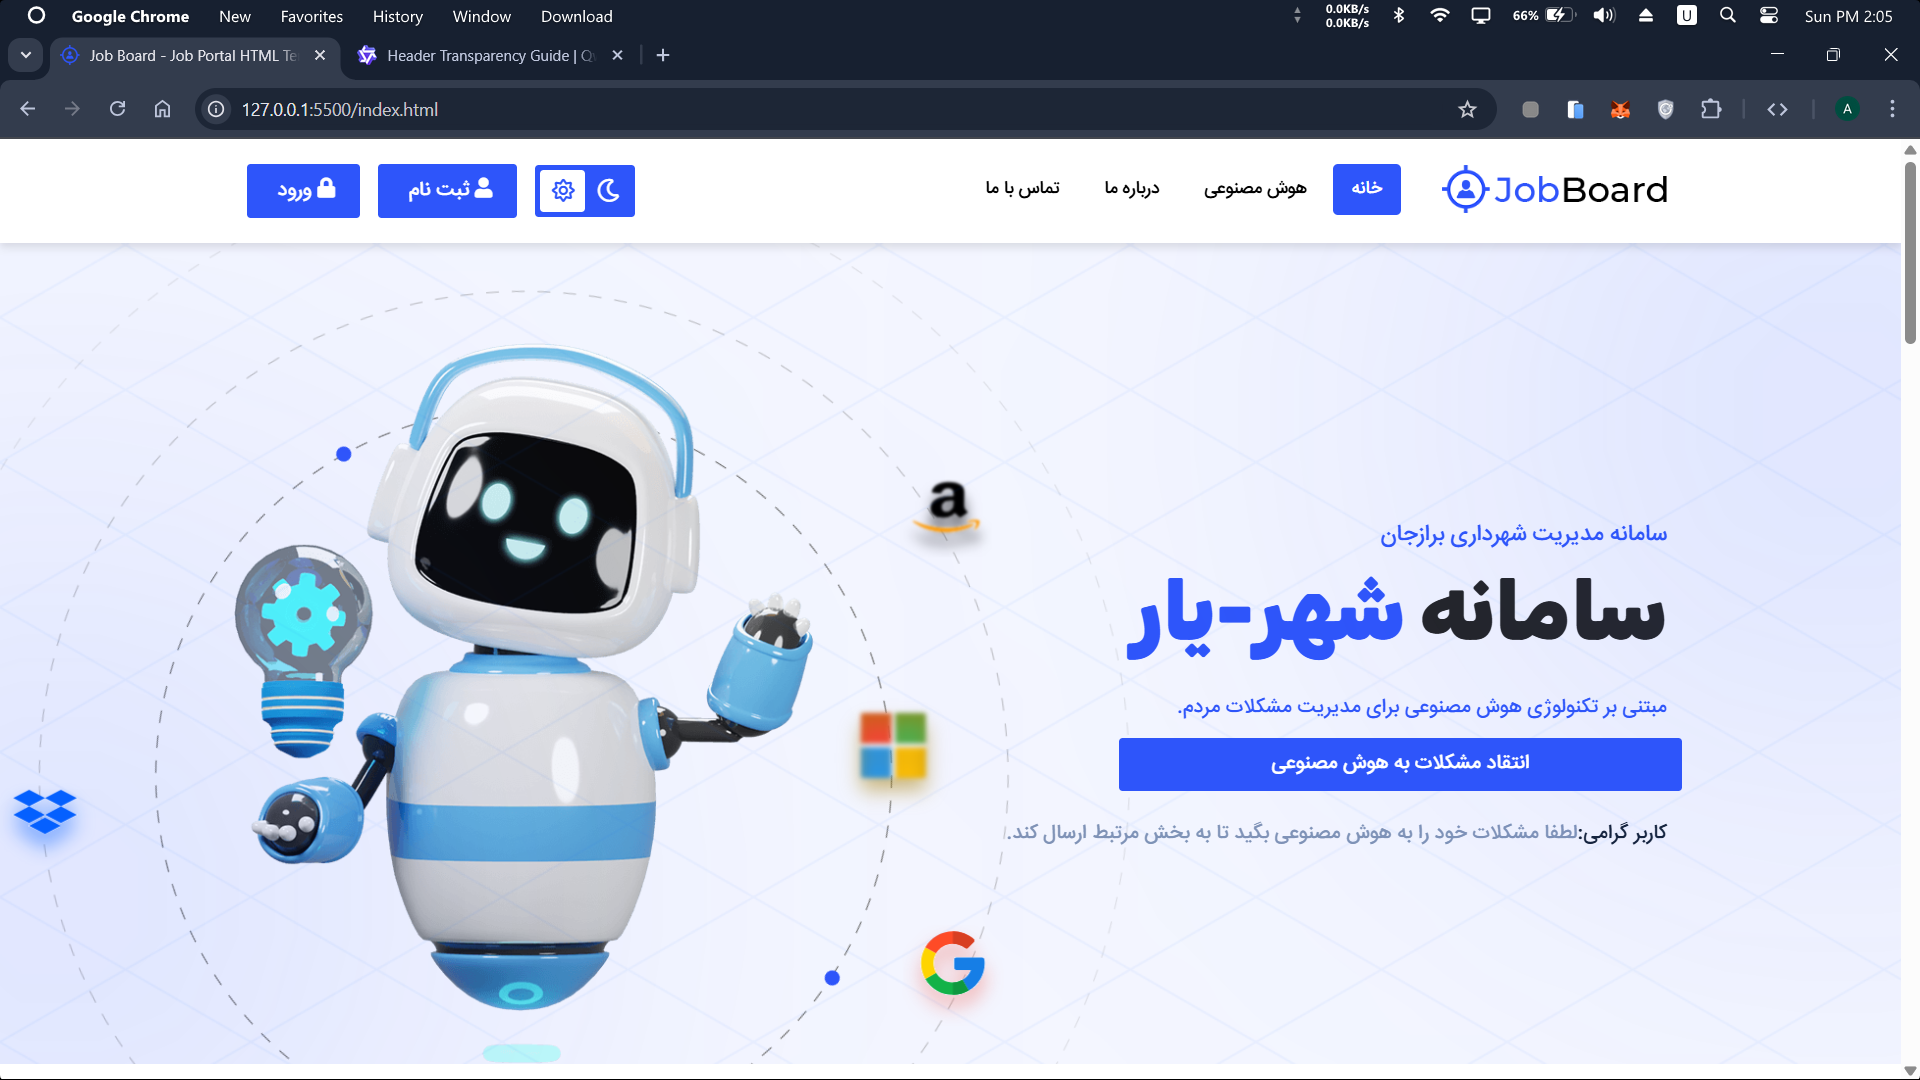 Google Chrome New Favorites History Window Download
0.0KB/s
0.0KB/s
66%
U
Sun PM 2:05
Job Board - Job Portal HTML Te
Header Transparency Guide | Qv
127.0.0.1:5500/index.html
A
JobBoard
خانه
هوش مصنوعی
درباره ما
تماس با ما
ثبت نام
ورود
سامانه مدیریت شهرداری برازجان
سامانه شهر-یار
مبتنی بر تکنولوژی هوش مصنوعی برای مدیریت مشکلات مردم.
انتقاد مشکلات به هوش مصنوعی
کاربر گرامی:لطفا مشکلات خود را به هوش مصنوعی بگید تا به بخش مرتبط ارسال کند.